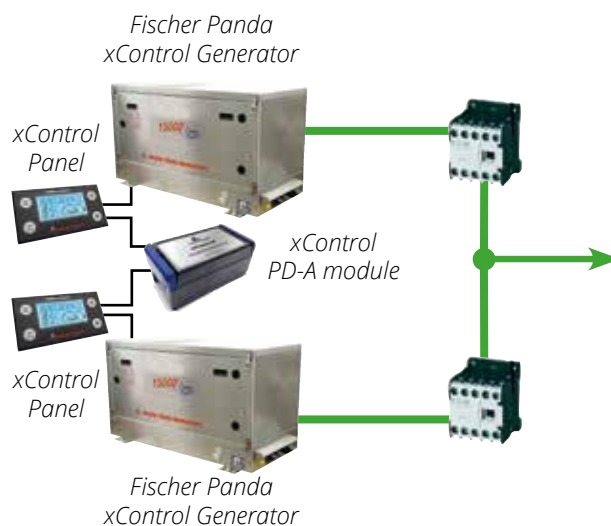 Fischer Panda
xControl Generator
xControl
Panel
xControl
PD-A module
xControl
Panel
Fischer Panda
xControl Generator